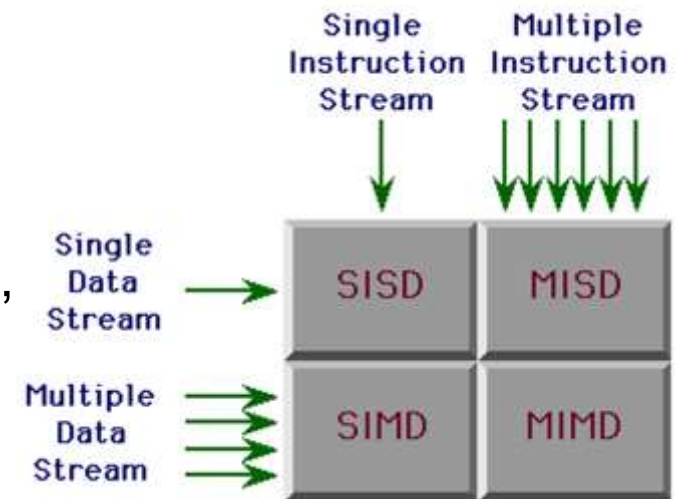 Single
Instruction
Stream
Multiple
Instruction
Stream
Single
Data
Stream
,
SISD
MISD
Multiple
Data
Stream
SIMD
MIMD